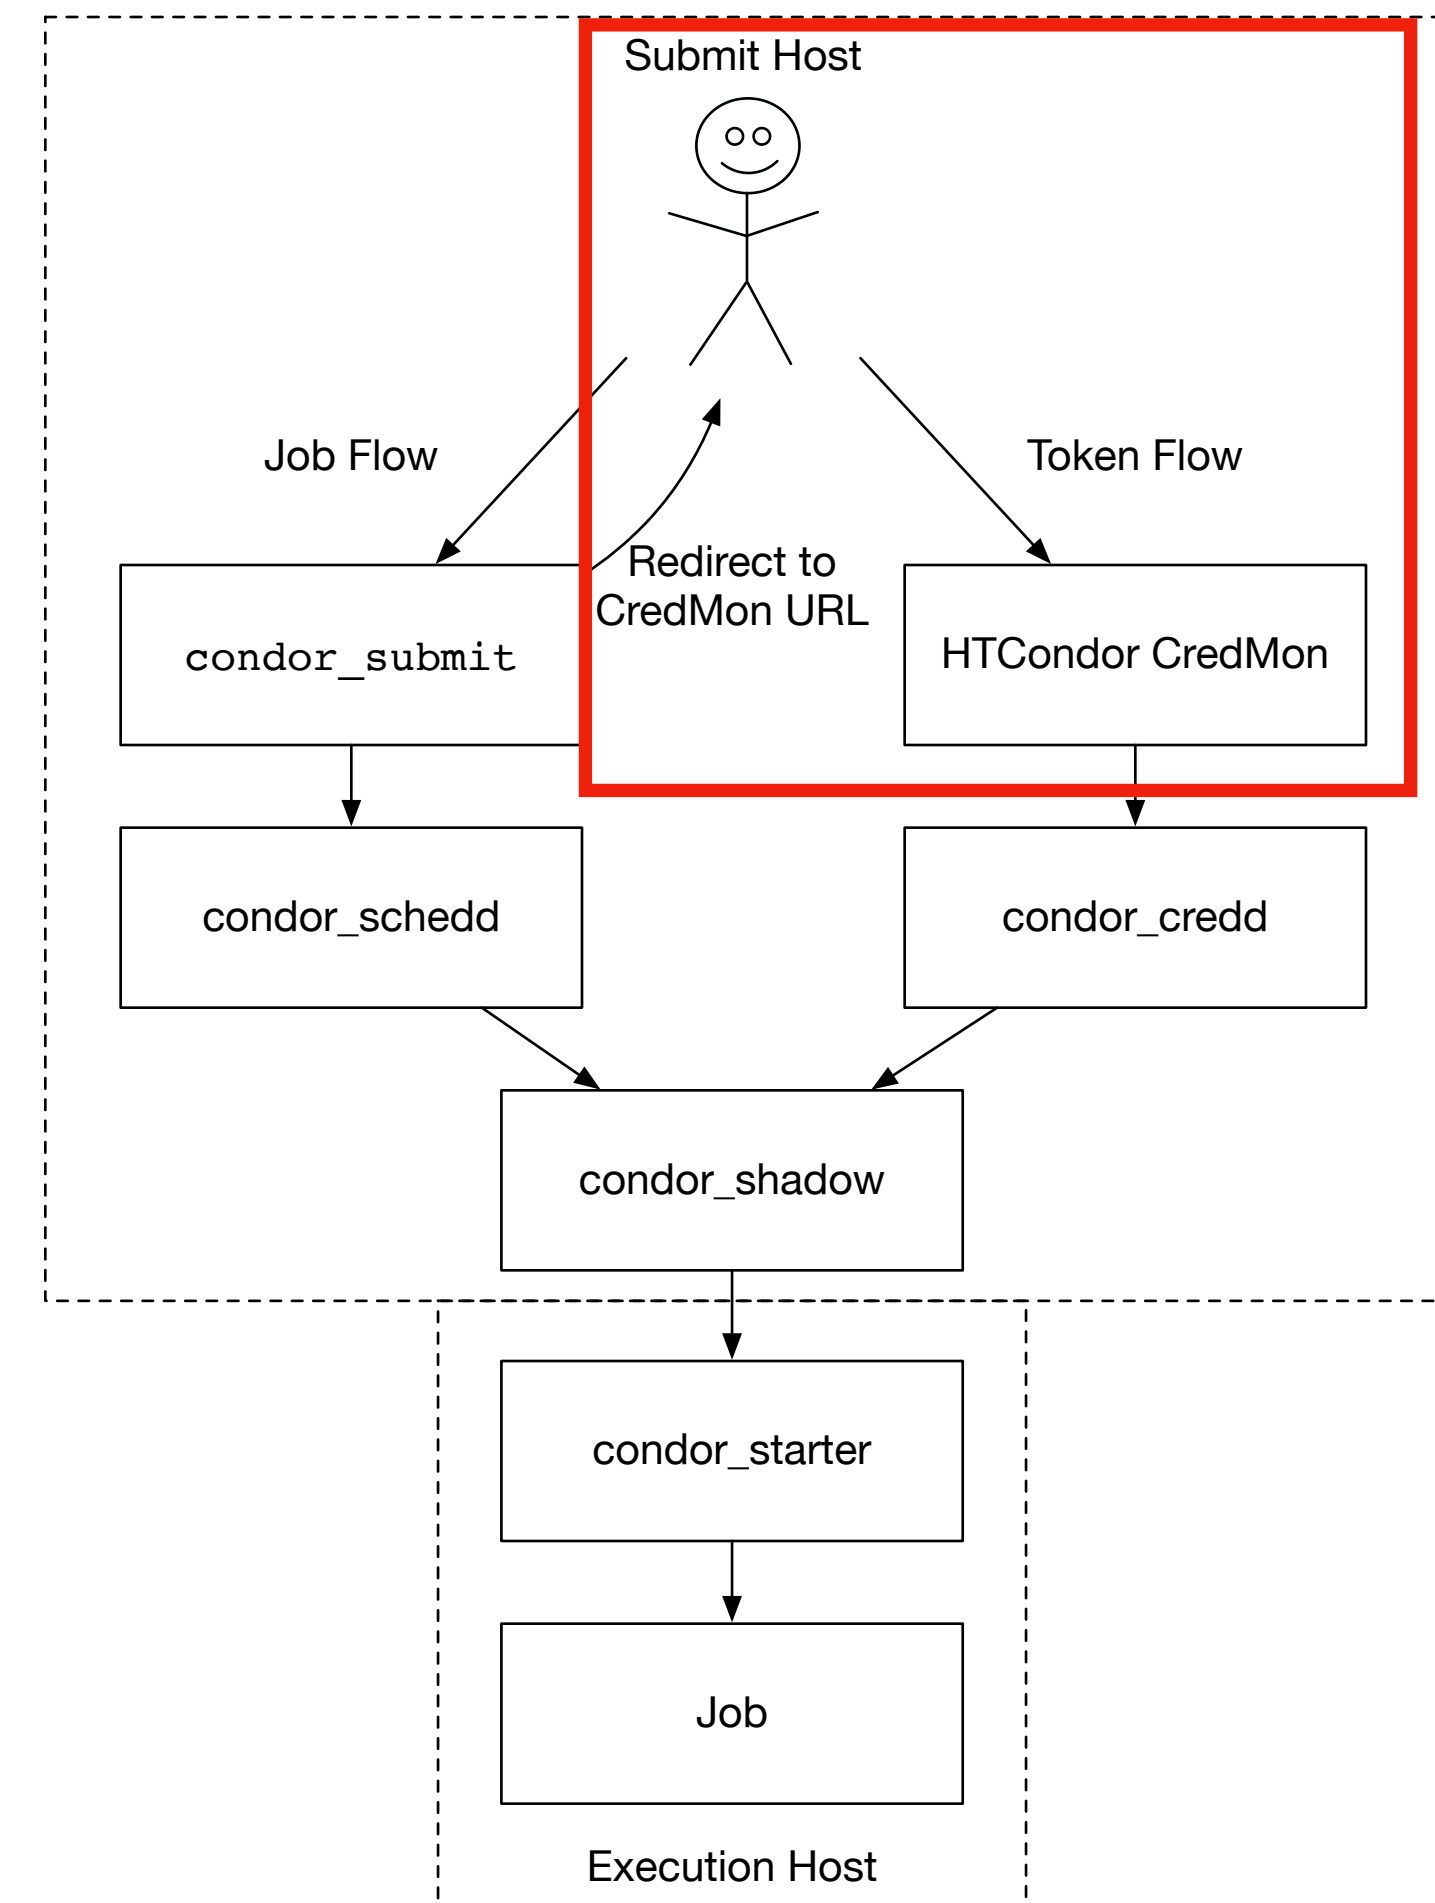 Submit Host
Job Flow
Token Flow
Redirect to
CredMon URL
condor_submit
HTCondor CredMon
condor_schedd
condor_credd
condor_shadow
condor_starter
Job
Execution Host